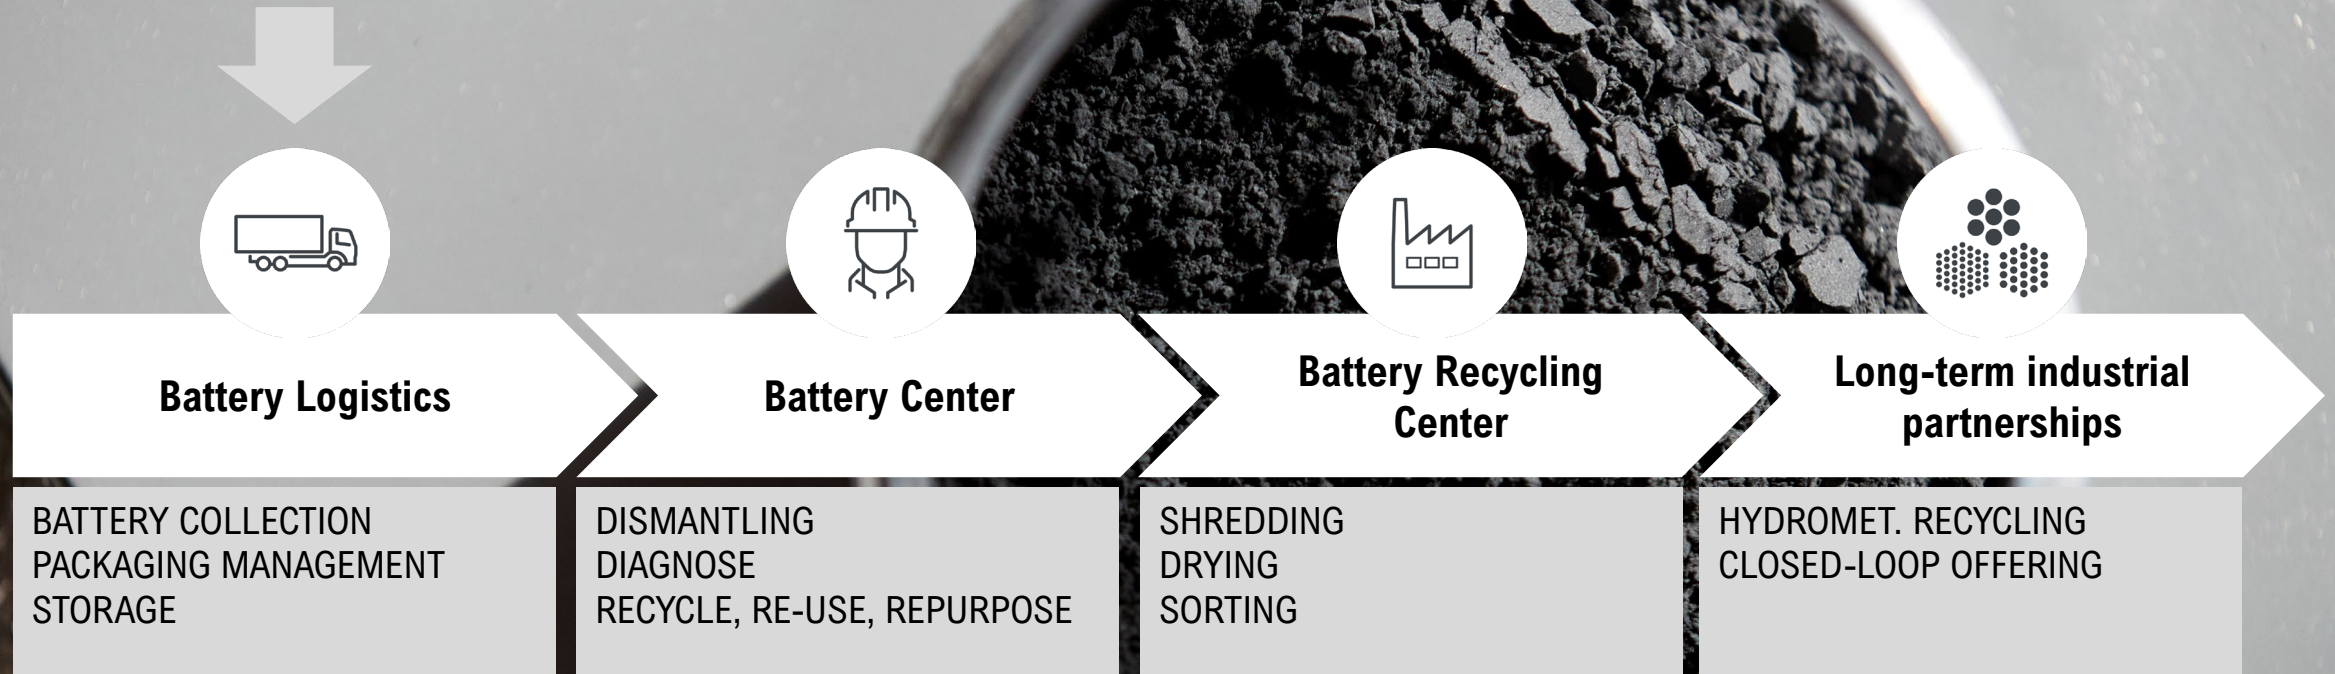 Battery Logistics
Battery Center
Battery Recycling
Center
Long-term industrial
partnerships
BATTERY COLLECTION
PACKAGING MANAGEMENT
STORAGE
DISMANTLING
DIAGNOSE
RECYCLE, RE-USE, REPURPOSE
SHREDDING
DRYING
SORTING
HYDROMET. RECYCLING
CLOSED-LOOP OFFERING